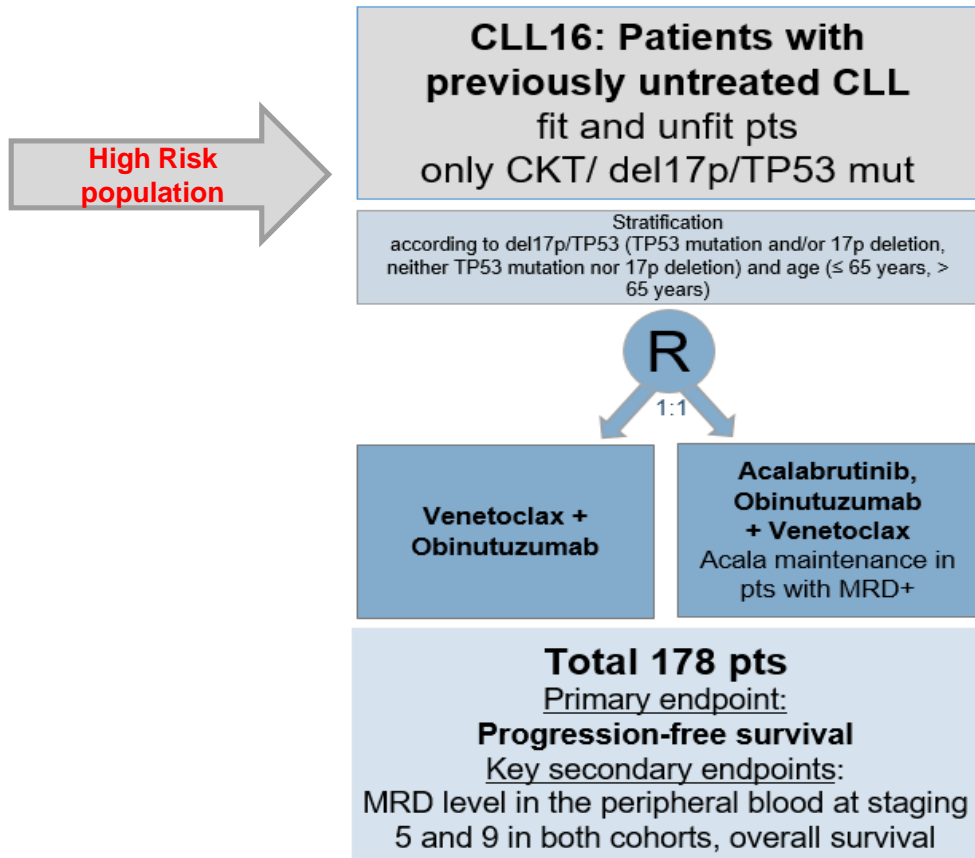 High Risk
population
CLL16: Patients with
previously untreated CLL
fit and unfit pts
only CKT/ del17p/TP53 mut
Stratification
according to del17p/TP53 (TP53 mutation and/or 17p deletion,
neither TP53 mutation nor 17p deletion) and age (≤ 65 years, >
65 years)
R
1:1
Venetoclax +
Obinutuzumab
Acalabrutinib,
Obinutuzumab
+ Venetoclax
Acala maintenance in
pts with MRD+
Total 178 pts
Primary endpoint:
Progression-free survival
Key secondary endpoints:
MRD level in the peripheral blood at staging
5 and 9 in both cohorts, overall survival